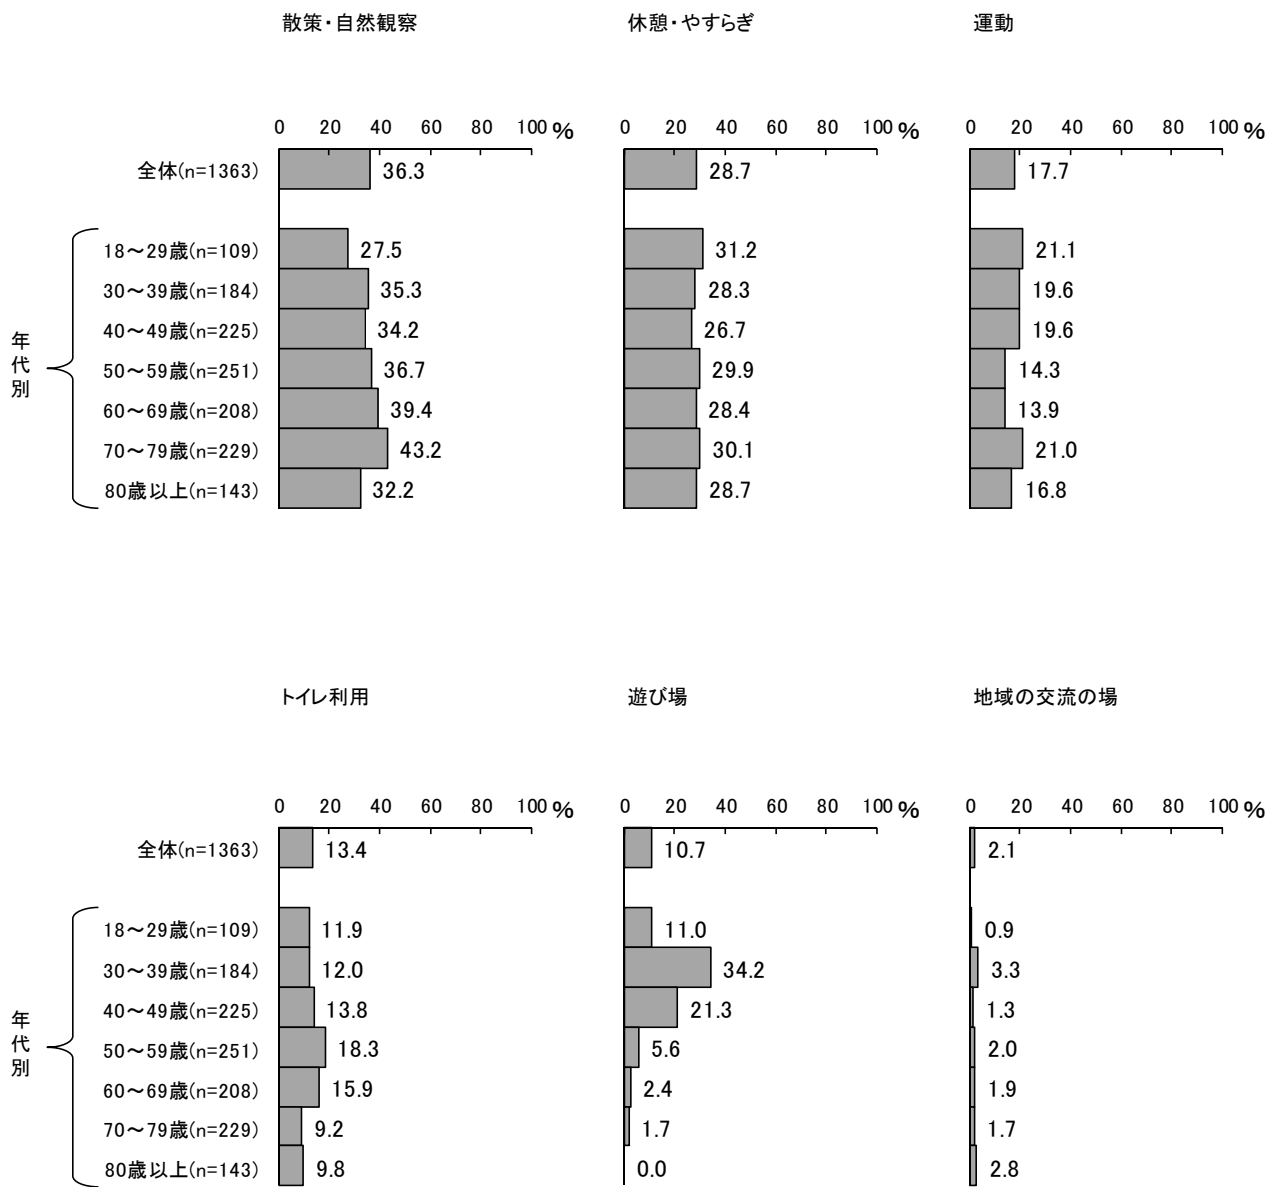 散策・自然観察 休憩・やすらぎ 運動
0 20 40 60 80 100 % 0 20 40 60 80 100 % 0 20 40 60 80 100 %
全体(n=1363) 36.3 28.7 17.7
年代別
18～29歳(n=109) 27.5 31.2 21.1
30～39歳(n=184) 35.3 28.3 19.6
40～49歳(n=225) 34.2 26.7 19.6
50～59歳(n=251) 36.7 29.9 14.3
60～69歳(n=208) 39.4 28.4 13.9
70～79歳(n=229) 43.2 30.1 21.0
80歳以上(n=143) 32.2 28.7 16.8
トイレ利用 遊び場 地域の交流の場
0 20 40 60 80 100 % 0 20 40 60 80 100 % 0 20 40 60 80 100 %
全体(n=1363) 13.4 10.7 2.1
年代別
18～29歳(n=109) 11.9 11.0 0.9
30～39歳(n=184) 12.0 34.2 3.3
40～49歳(n=225) 13.8 21.3 1.3
50～59歳(n=251) 18.3 5.6 2.0
60～69歳(n=208) 15.9 2.4 1.9
70～79歳(n=229) 9.2 1.7 1.7
80歳以上(n=143) 9.8 0.0 2.8